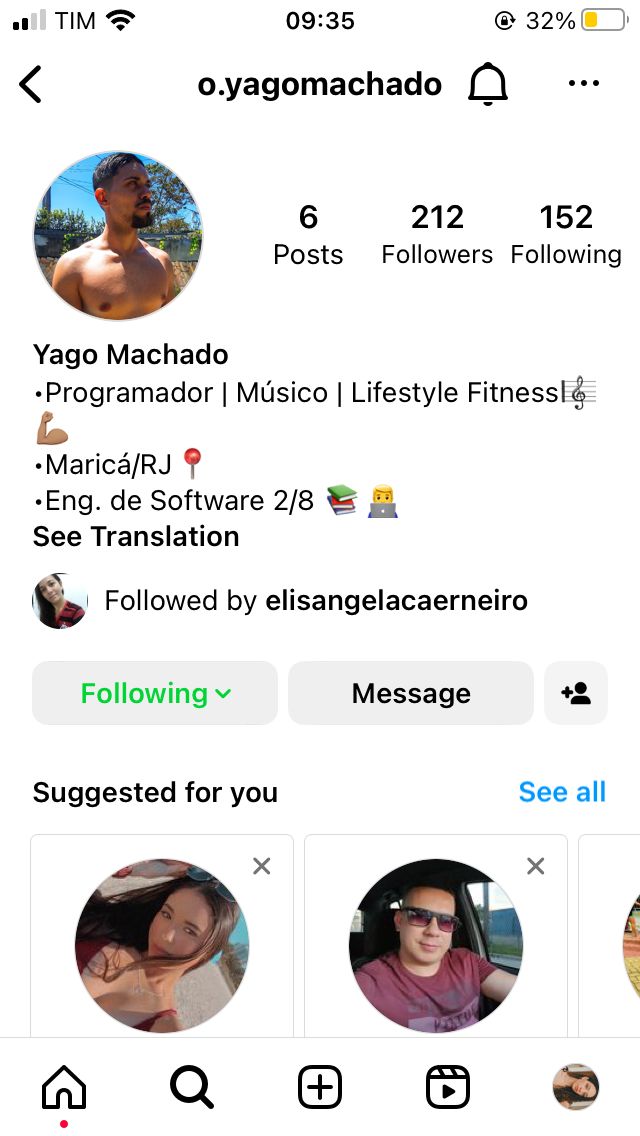 TIM 09:35 32%
o.yagomachado
6 212 152
Posts Followers Following
Yago Machado
•Programador | Músico | Lifestyle Fitness🎼
💪🏽
•Maricá/RJ 📍
•Eng. de Software 2/8 📚 👨‍💻
See Translation
Followed by elisangelacaerneiro
Following Message
Suggested for you See all